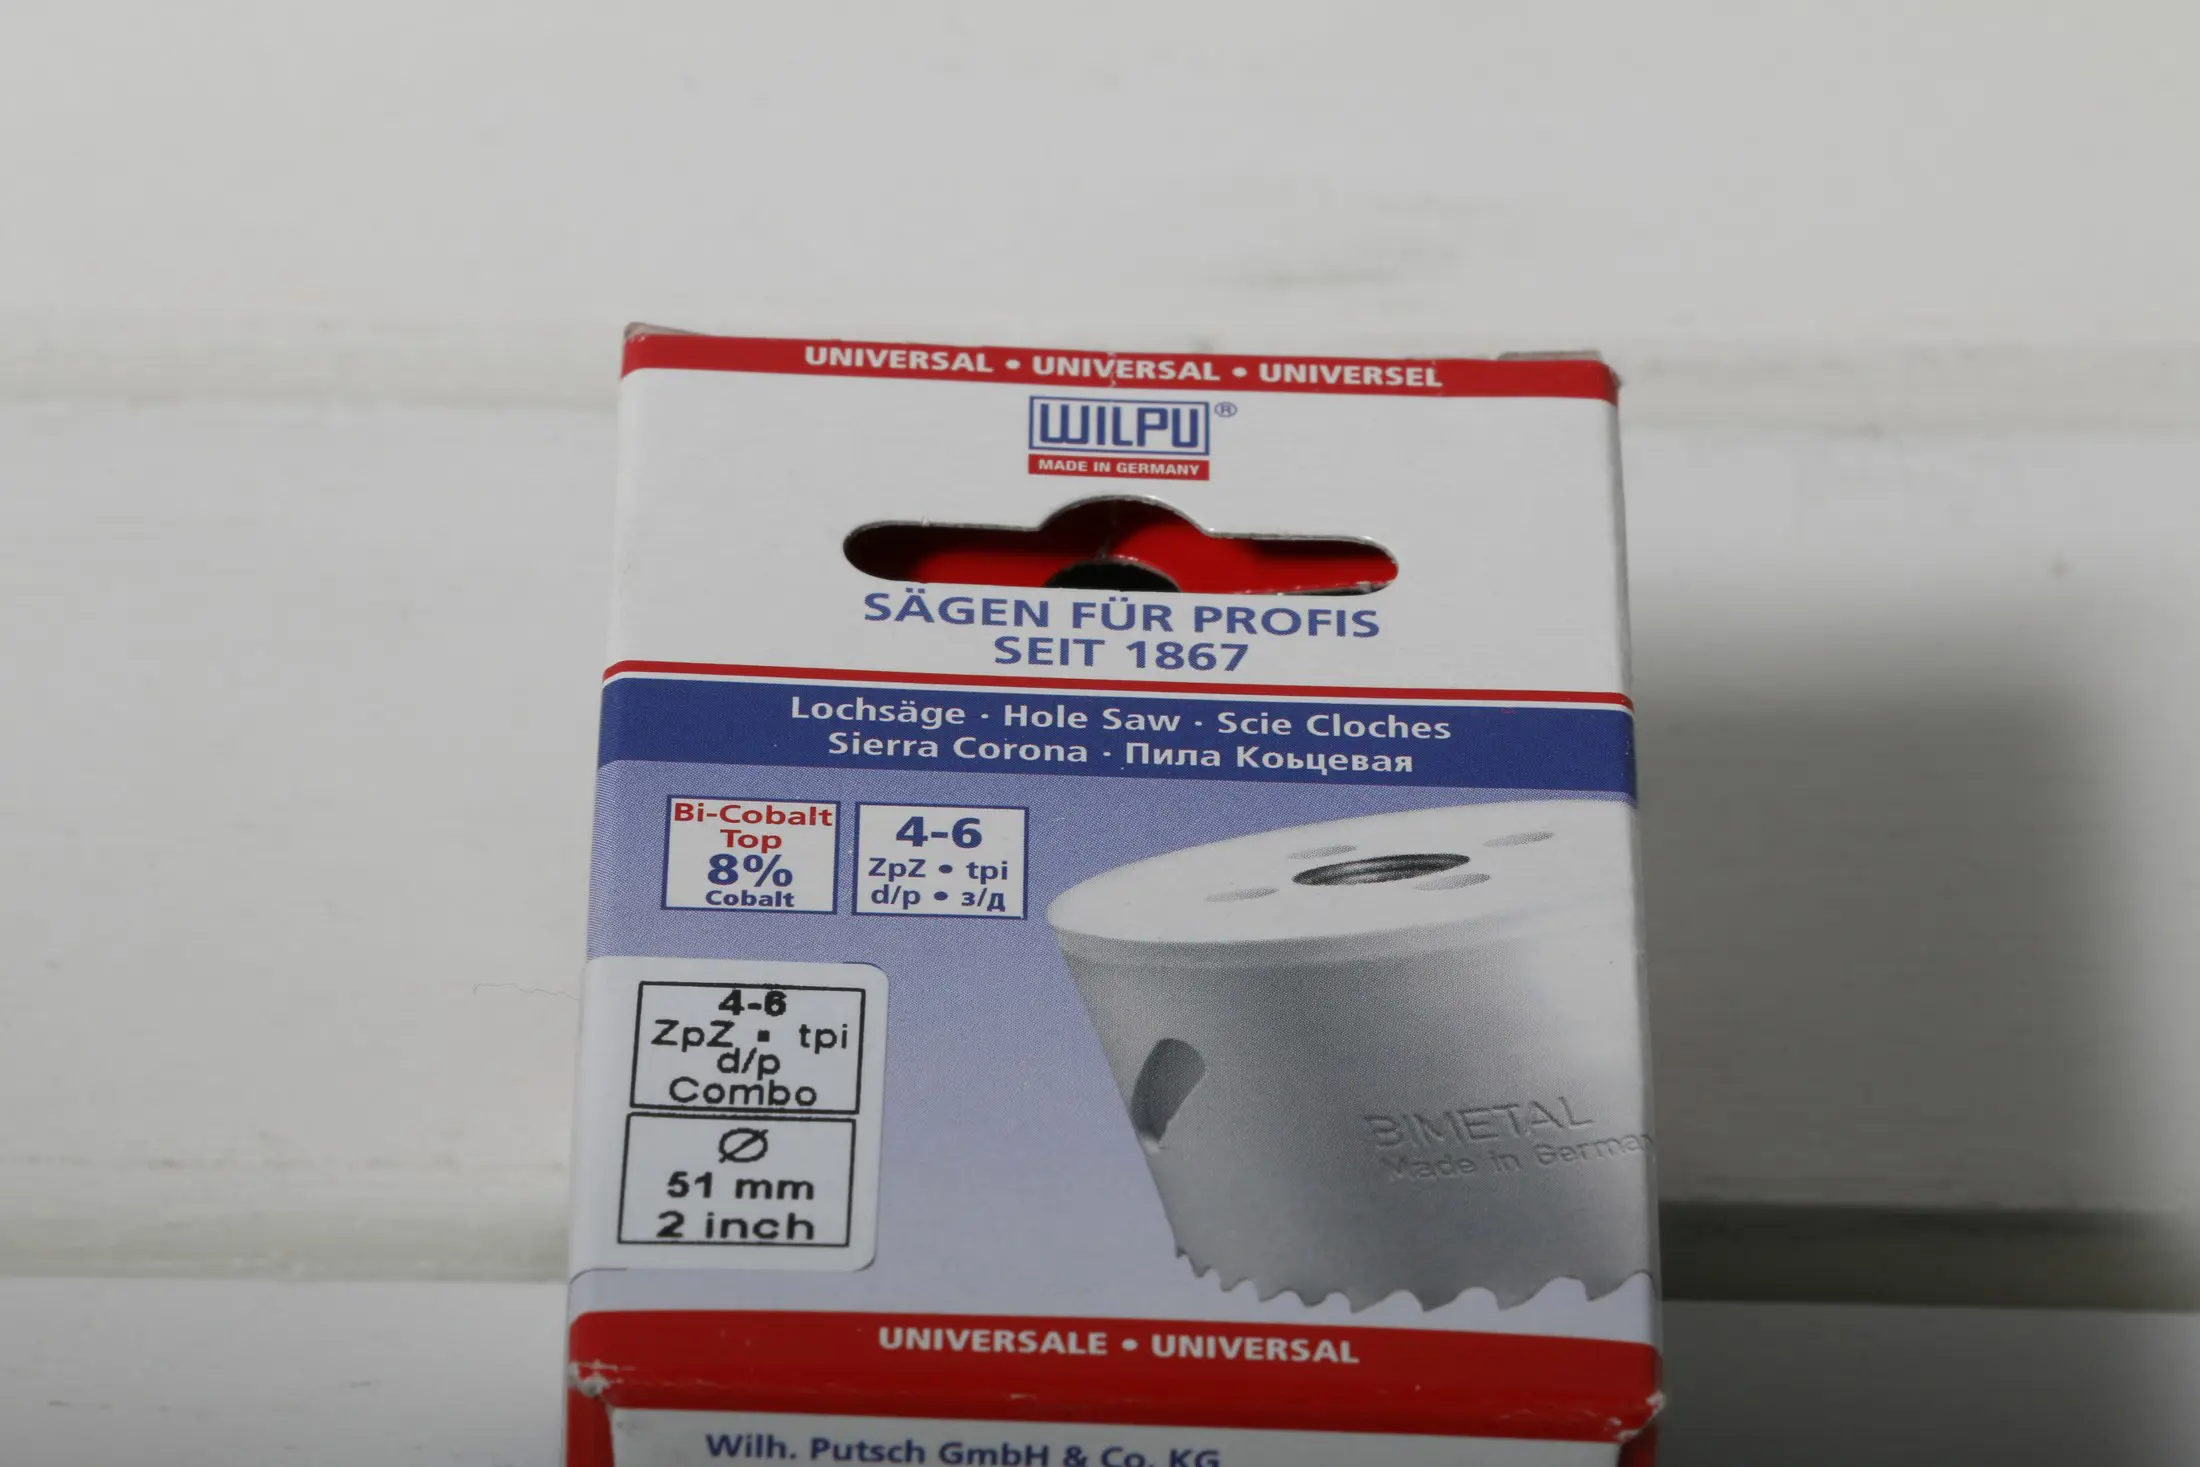 UNIVERSAL • UNIVERSAL • UNIVERSEL
WILPU®
MADE IN GERMANY
SÄGEN FÜR PROFIS
SEIT 1867
Lochsäge · Hole Saw · Scie Cloches
Sierra Corona · Пила Коьцевая
Bi-Cobalt
Top
8%
Cobalt
4-6
ZpZ • tpi
d/p • з/д
4-6
ZpZ ▪ tpi
d/p
Combo
Ø
51 mm
2 inch
BIMETAL
Made in German
UNIVERSALE • UNIVERSAL
Wilh. Putsch GmbH & Co. KG